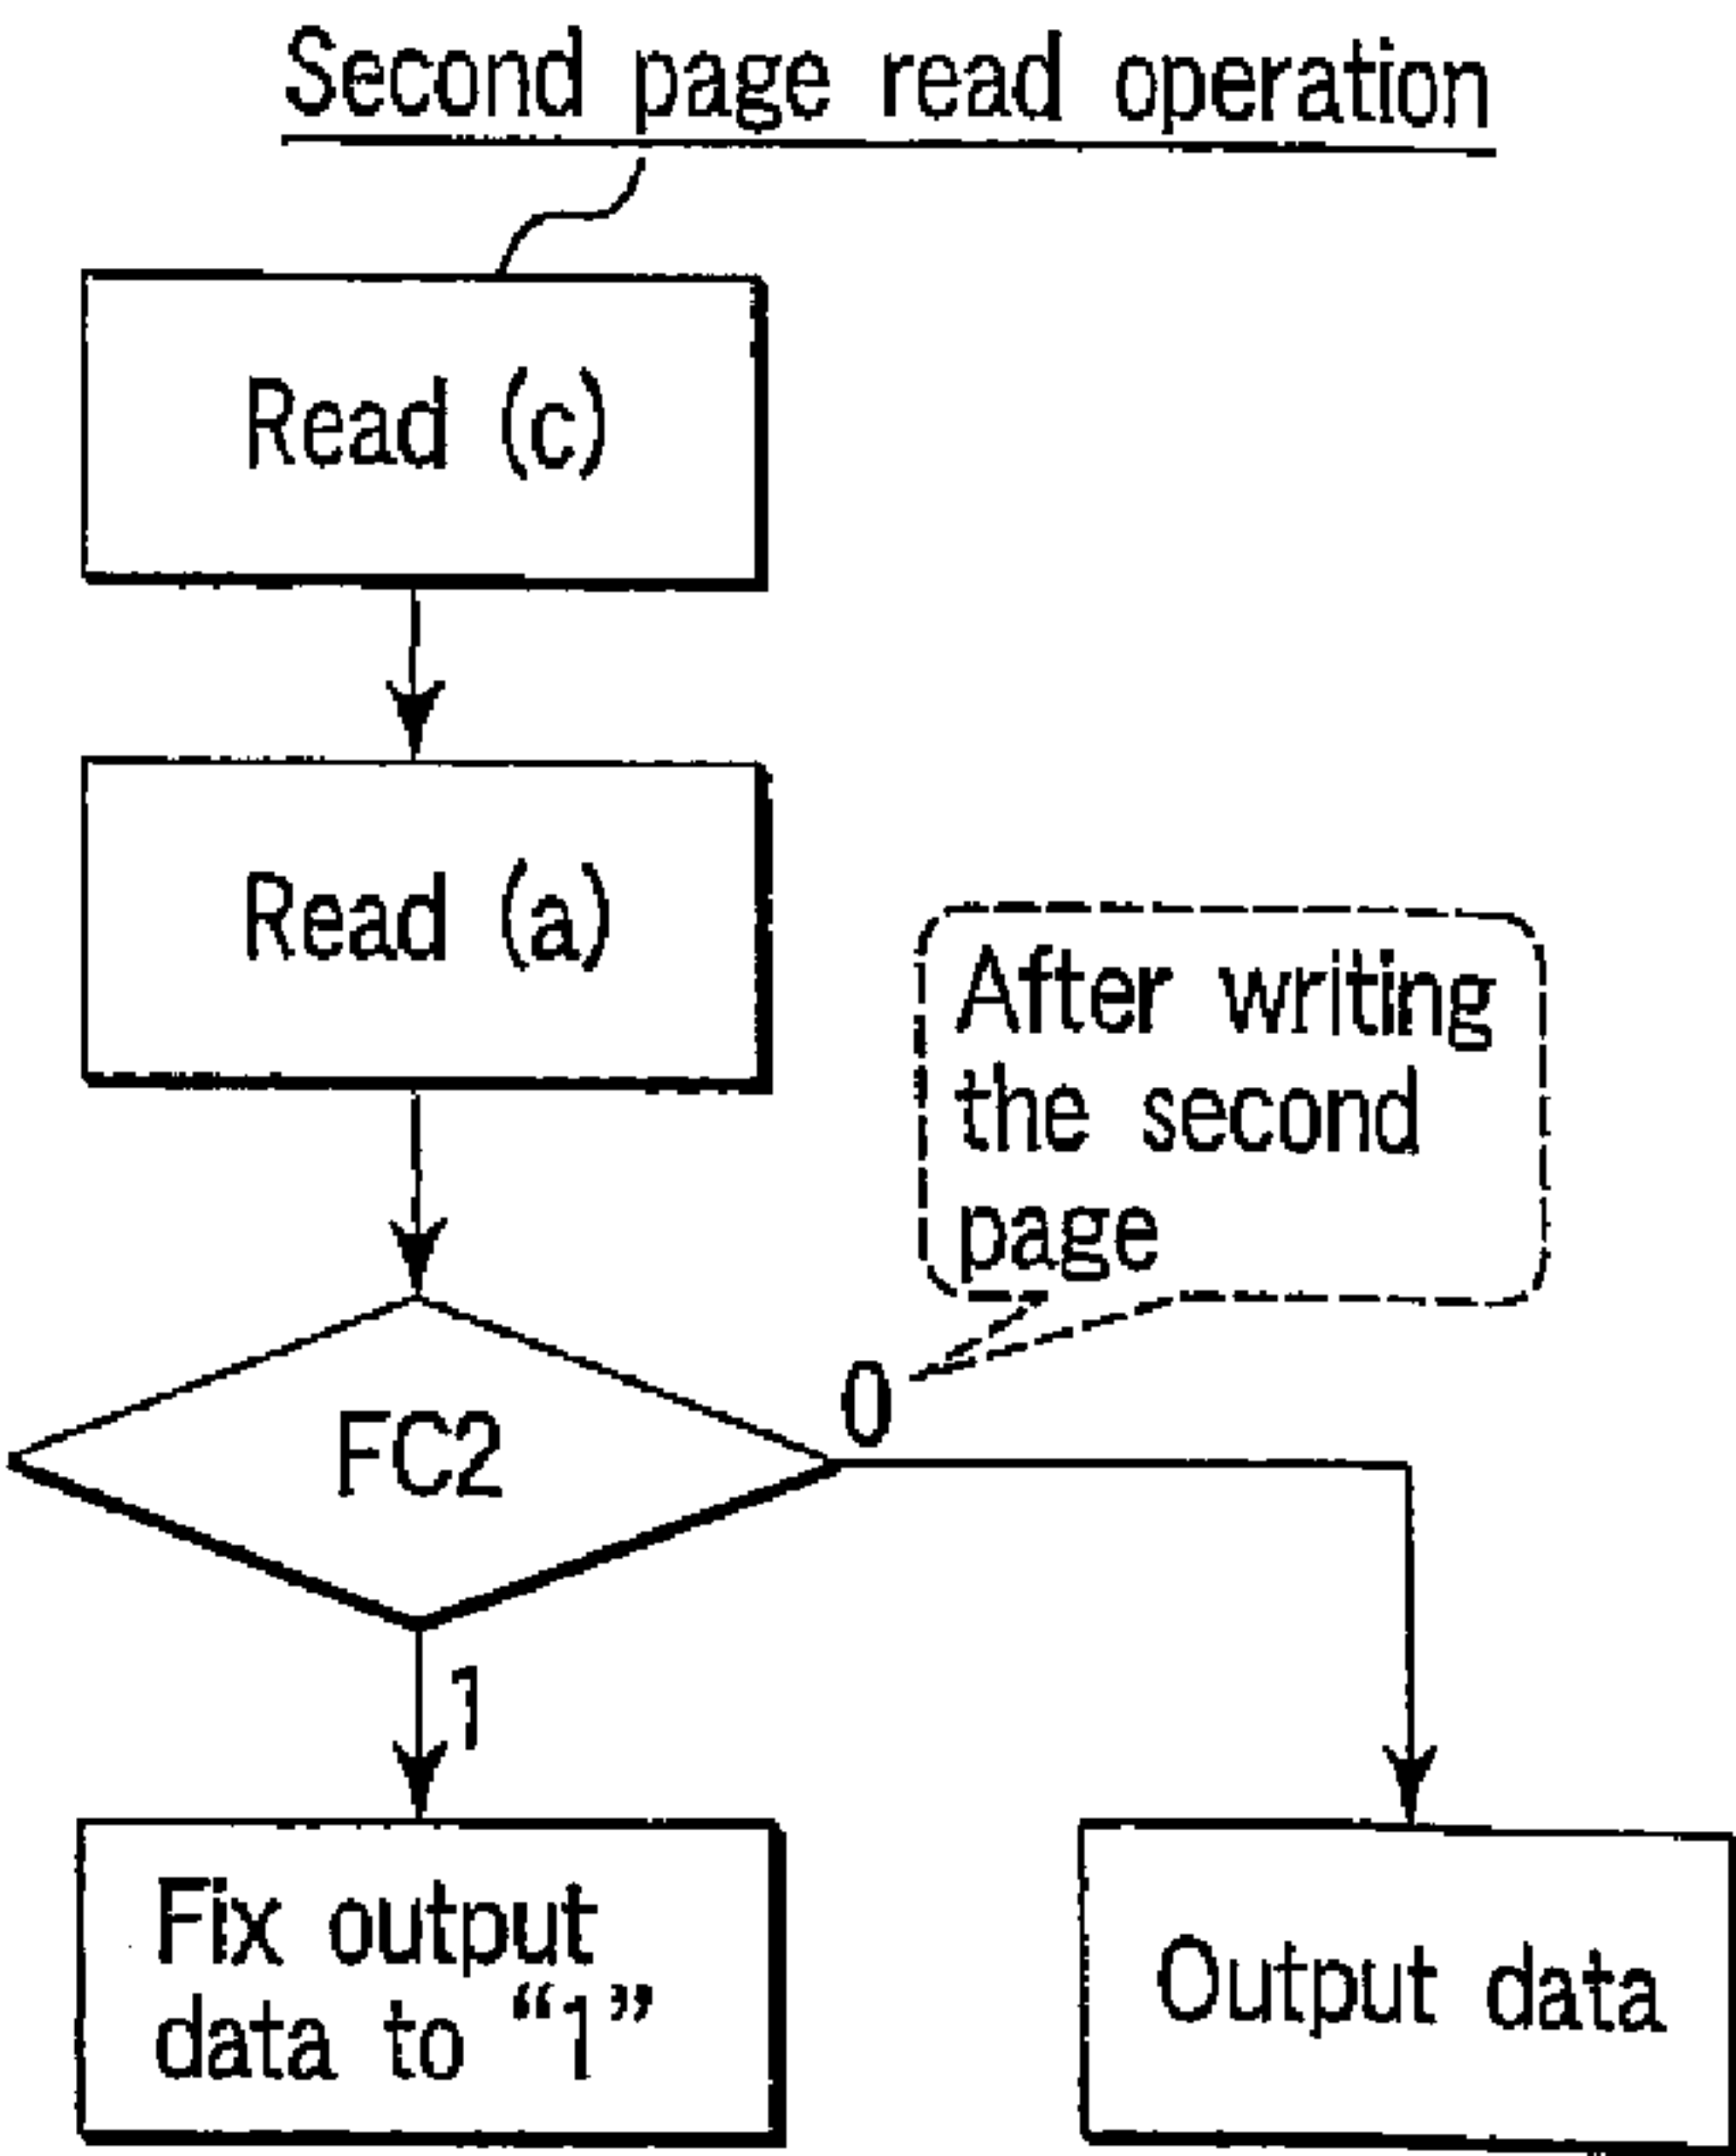 Second page read operation
Read (c)
Read (a)
After writing
the second
page
0
FC2
1
Fix output
data to “1”
Output data